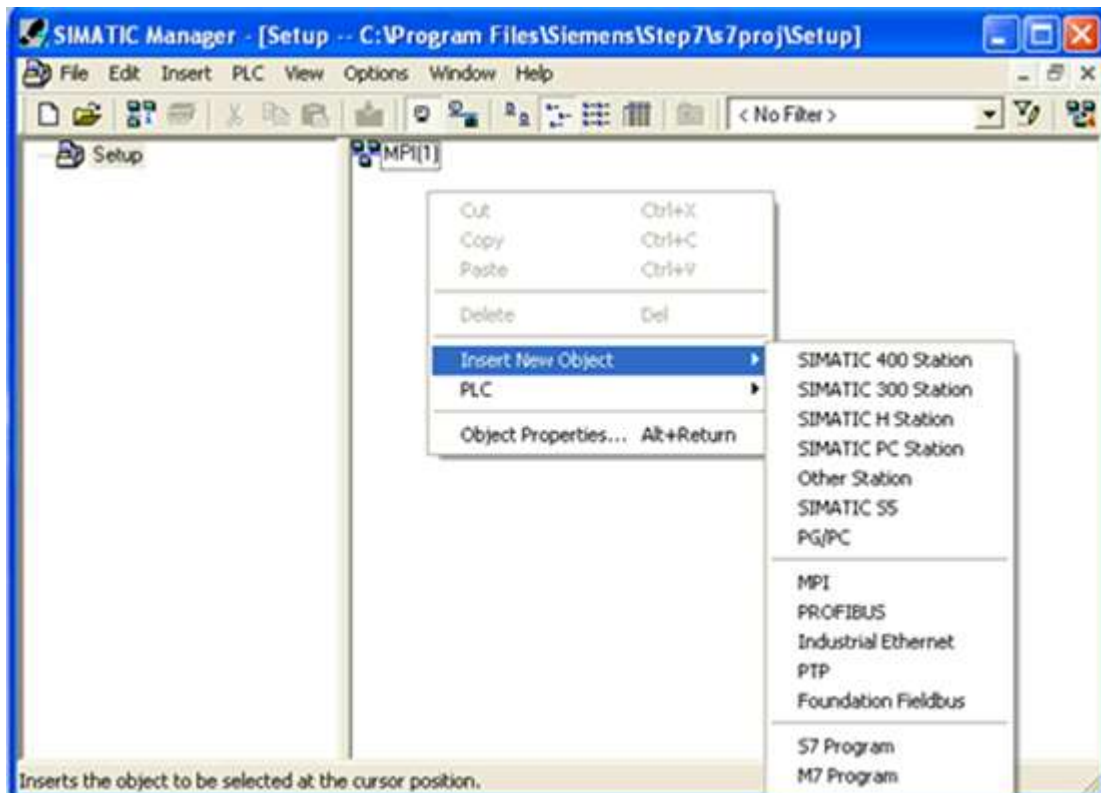 SIMATIC Manager - [Setup -- C:\Program Files\Siemens\Step7\s7proj\Setup]
File Edit Insert PLC View Options Window Help
< No Filter >
Setup
MPI(1)
Cut Ctrl+X
Copy Ctrl+C
Paste Ctrl+V
Delete Del
Insert New Object
PLC
Object Properties... Alt+Return
SIMATIC 400 Station
SIMATIC 300 Station
SIMATIC H Station
SIMATIC PC Station
Other Station
SIMATIC S5
PG/PC
MPI
PROFIBUS
Industrial Ethernet
PTP
Foundation Fieldbus
S7 Program
M7 Program
Inserts the object to be selected at the cursor position.